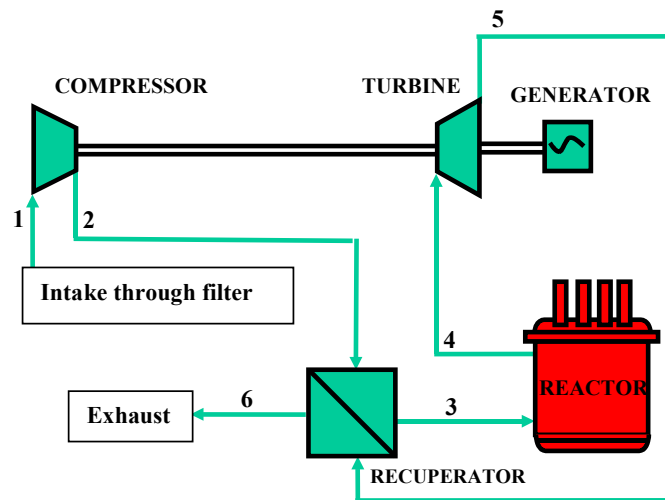 5
COMPRESSOR
TURBINE
GENERATOR
1
2
Intake through filter
4
REACTOR
Exhaust
6
3
RECUPERATOR